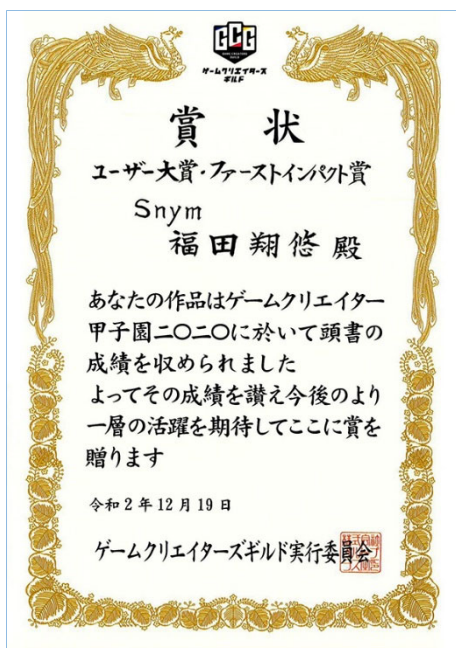 GCG
ゲームクリエイターズ
ギルド
賞 状
ユーザー大賞・ファーストインパクト賞
Snym
福田翔悠 殿
あなたの作品はゲームクリエイター
甲子園二〇二〇に於いて頭書の
成績を収められました
よってその成績を讃え今後のより
一層の活躍を期待してここに賞を
贈ります
令和2年12月19日
ゲームクリエイターズギルド実行委員会